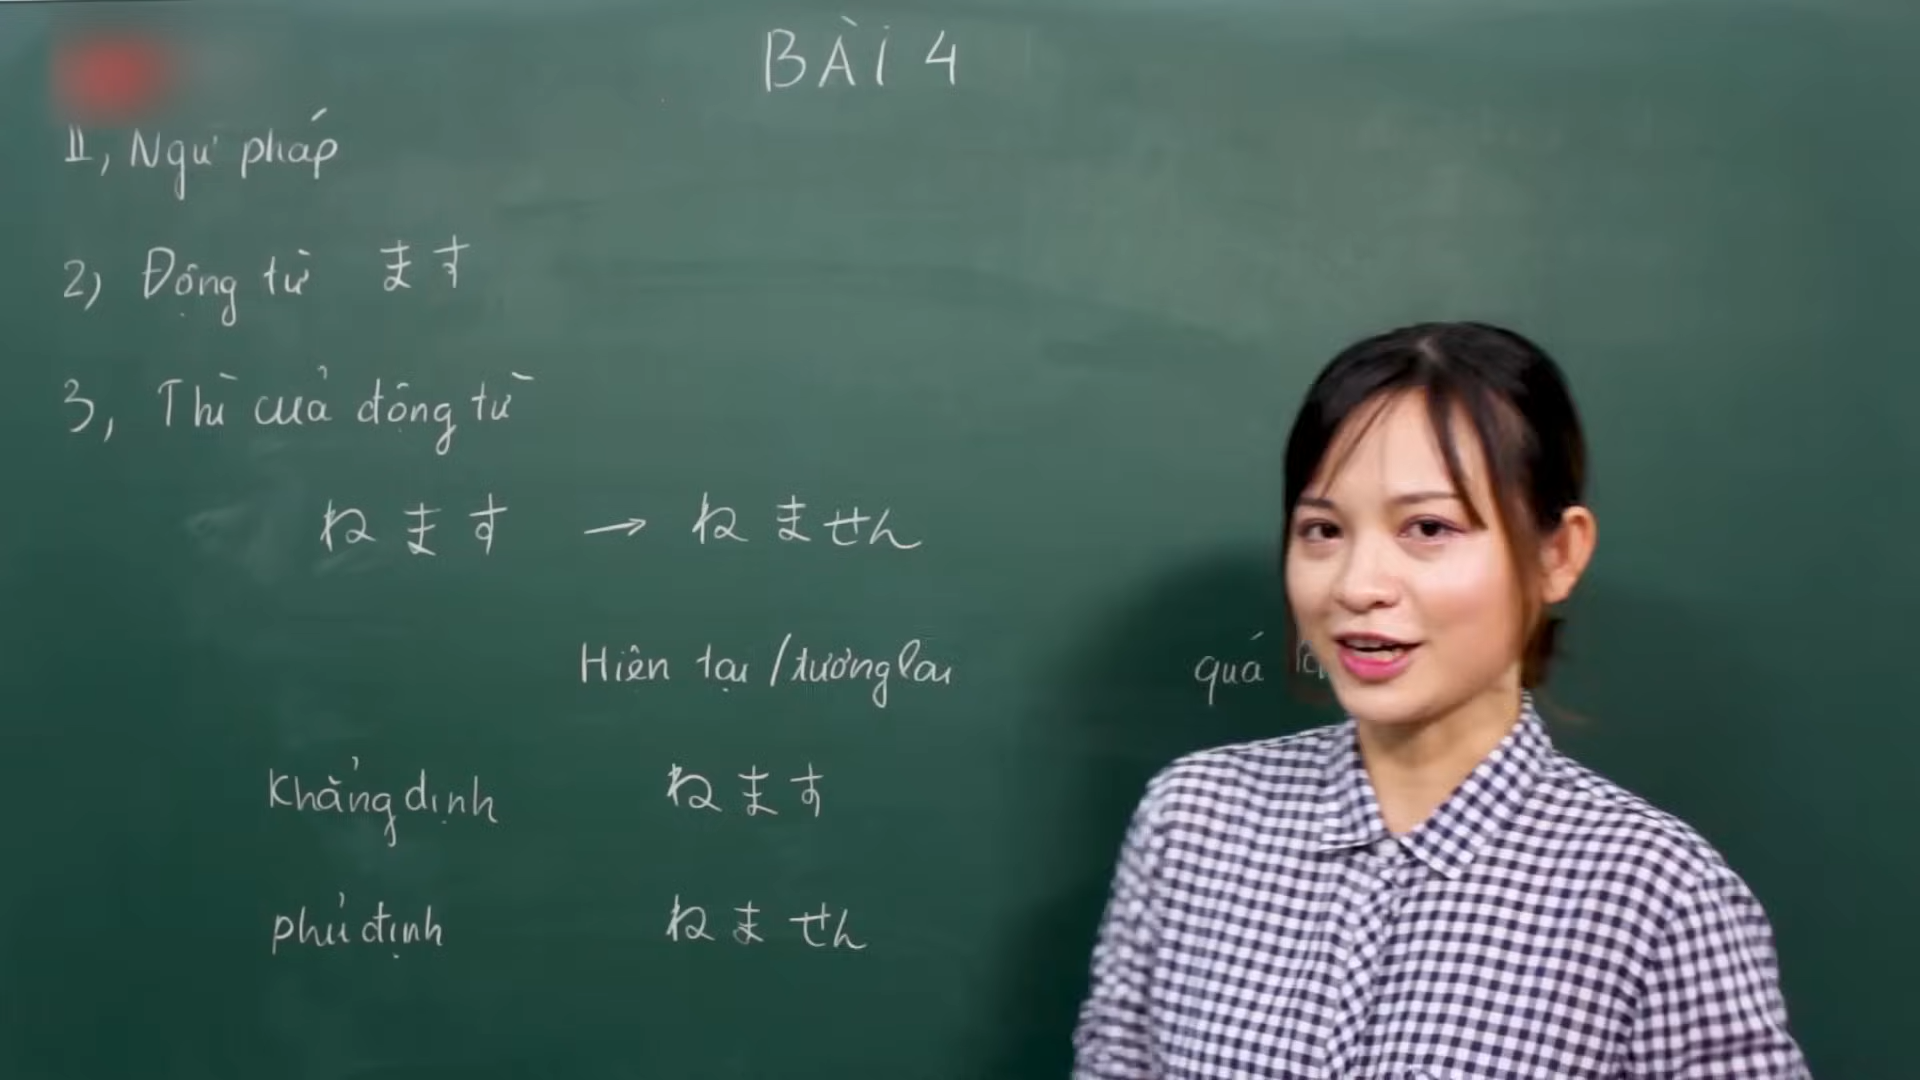 BÀI 4
II, Ngữ pháp
2) Động từ ます
3, Thì của động từ
ねます → ねません
Hiện tại / tương lai quá
Khẳng định ねます
phủ định ねません